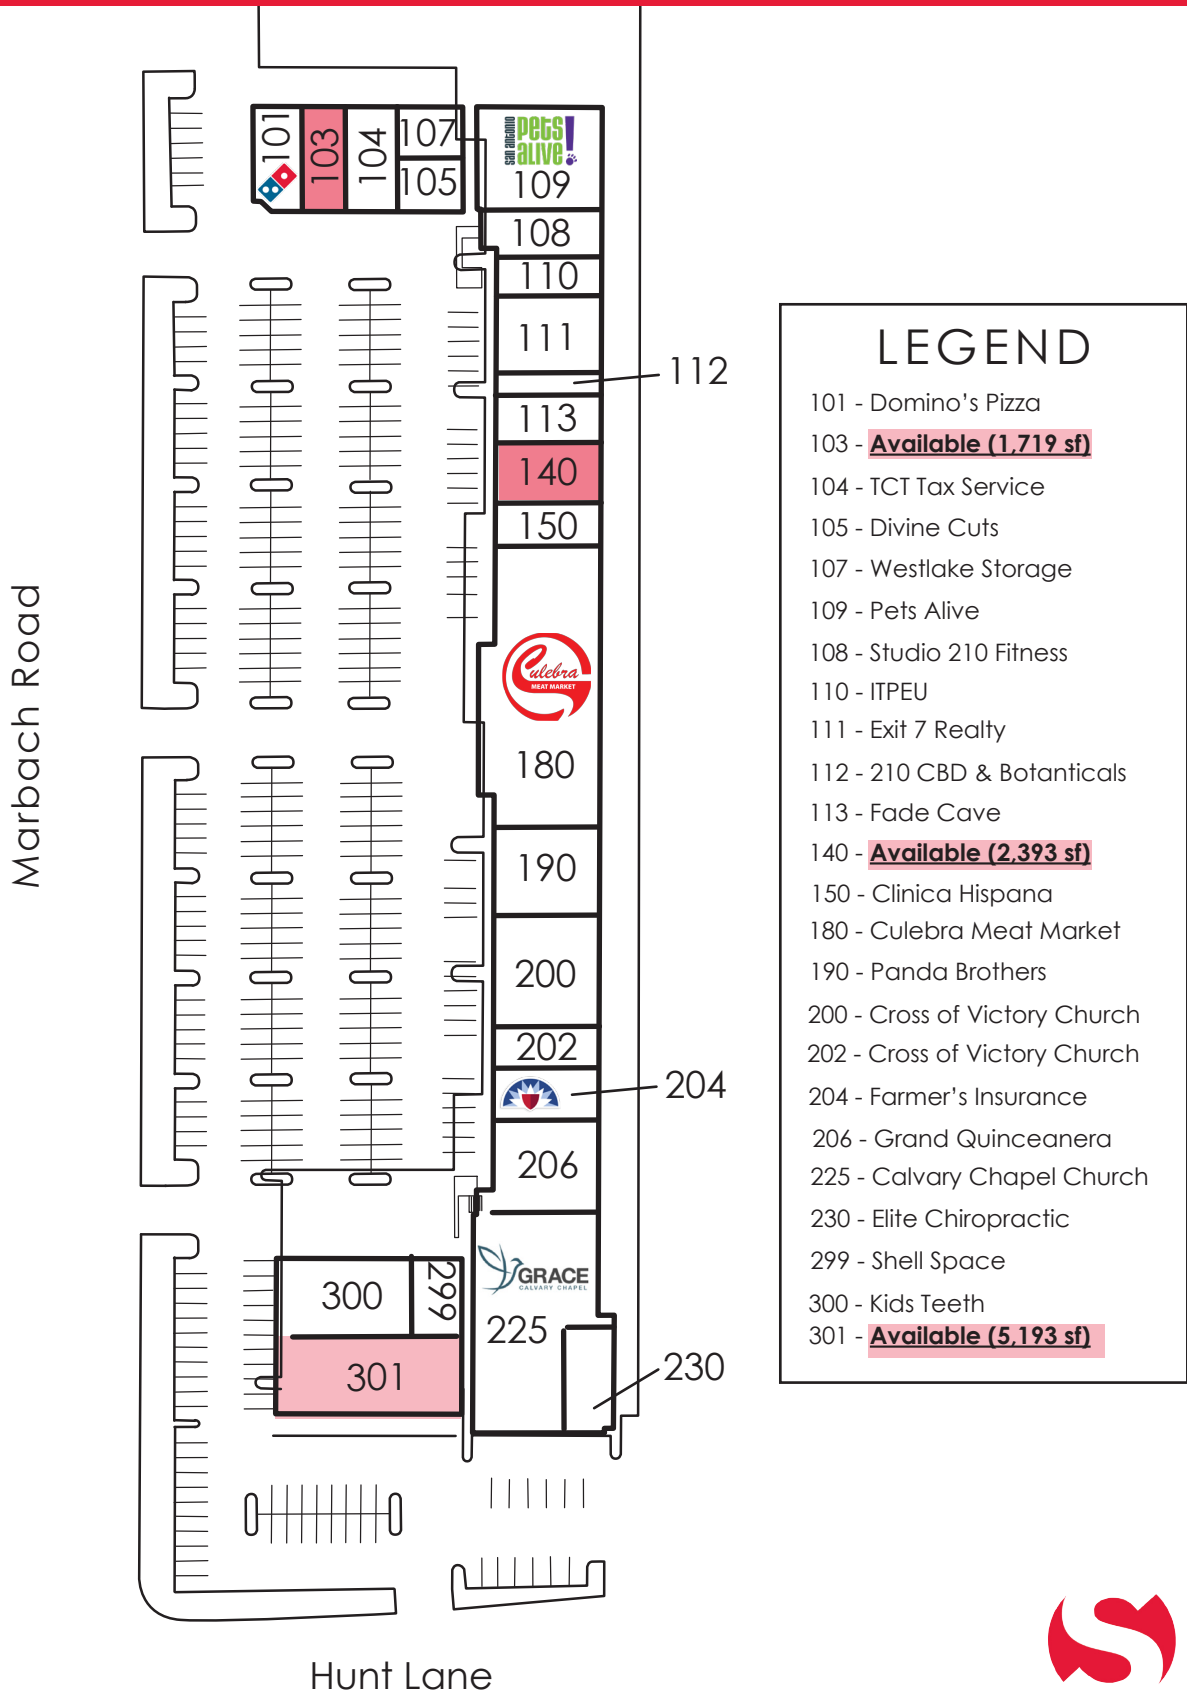 101
103
104
107
105
san antonio
PETS
ALIVE!
109
108
110
111
112
113
140
150
Culebra
MEAT MARKET
180
190
200
202
204
206
GRACE
CALVARY CHAPEL
225
230
299
300
301
Marbach Road
Hunt Lane
LEGEND
101 - Domino's Pizza
103 - Available (1,719 sf)
104 - TCT Tax Service
105 - Divine Cuts
107 - Westlake Storage
109 - Pets Alive
108 - Studio 210 Fitness
110 - ITPEU
111 - Exit 7 Realty
112 - 210 CBD & Botanticals
113 - Fade Cave
140 - Available (2,393 sf)
150 - Clinica Hispana
180 - Culebra Meat Market
190 - Panda Brothers
200 - Cross of Victory Church
202 - Cross of Victory Church
204 - Farmer's Insurance
206 - Grand Quinceanera
225 - Calvary Chapel Church
230 - Elite Chiropractic
299 - Shell Space
300 - Kids Teeth
301 - Available (5,193 sf)